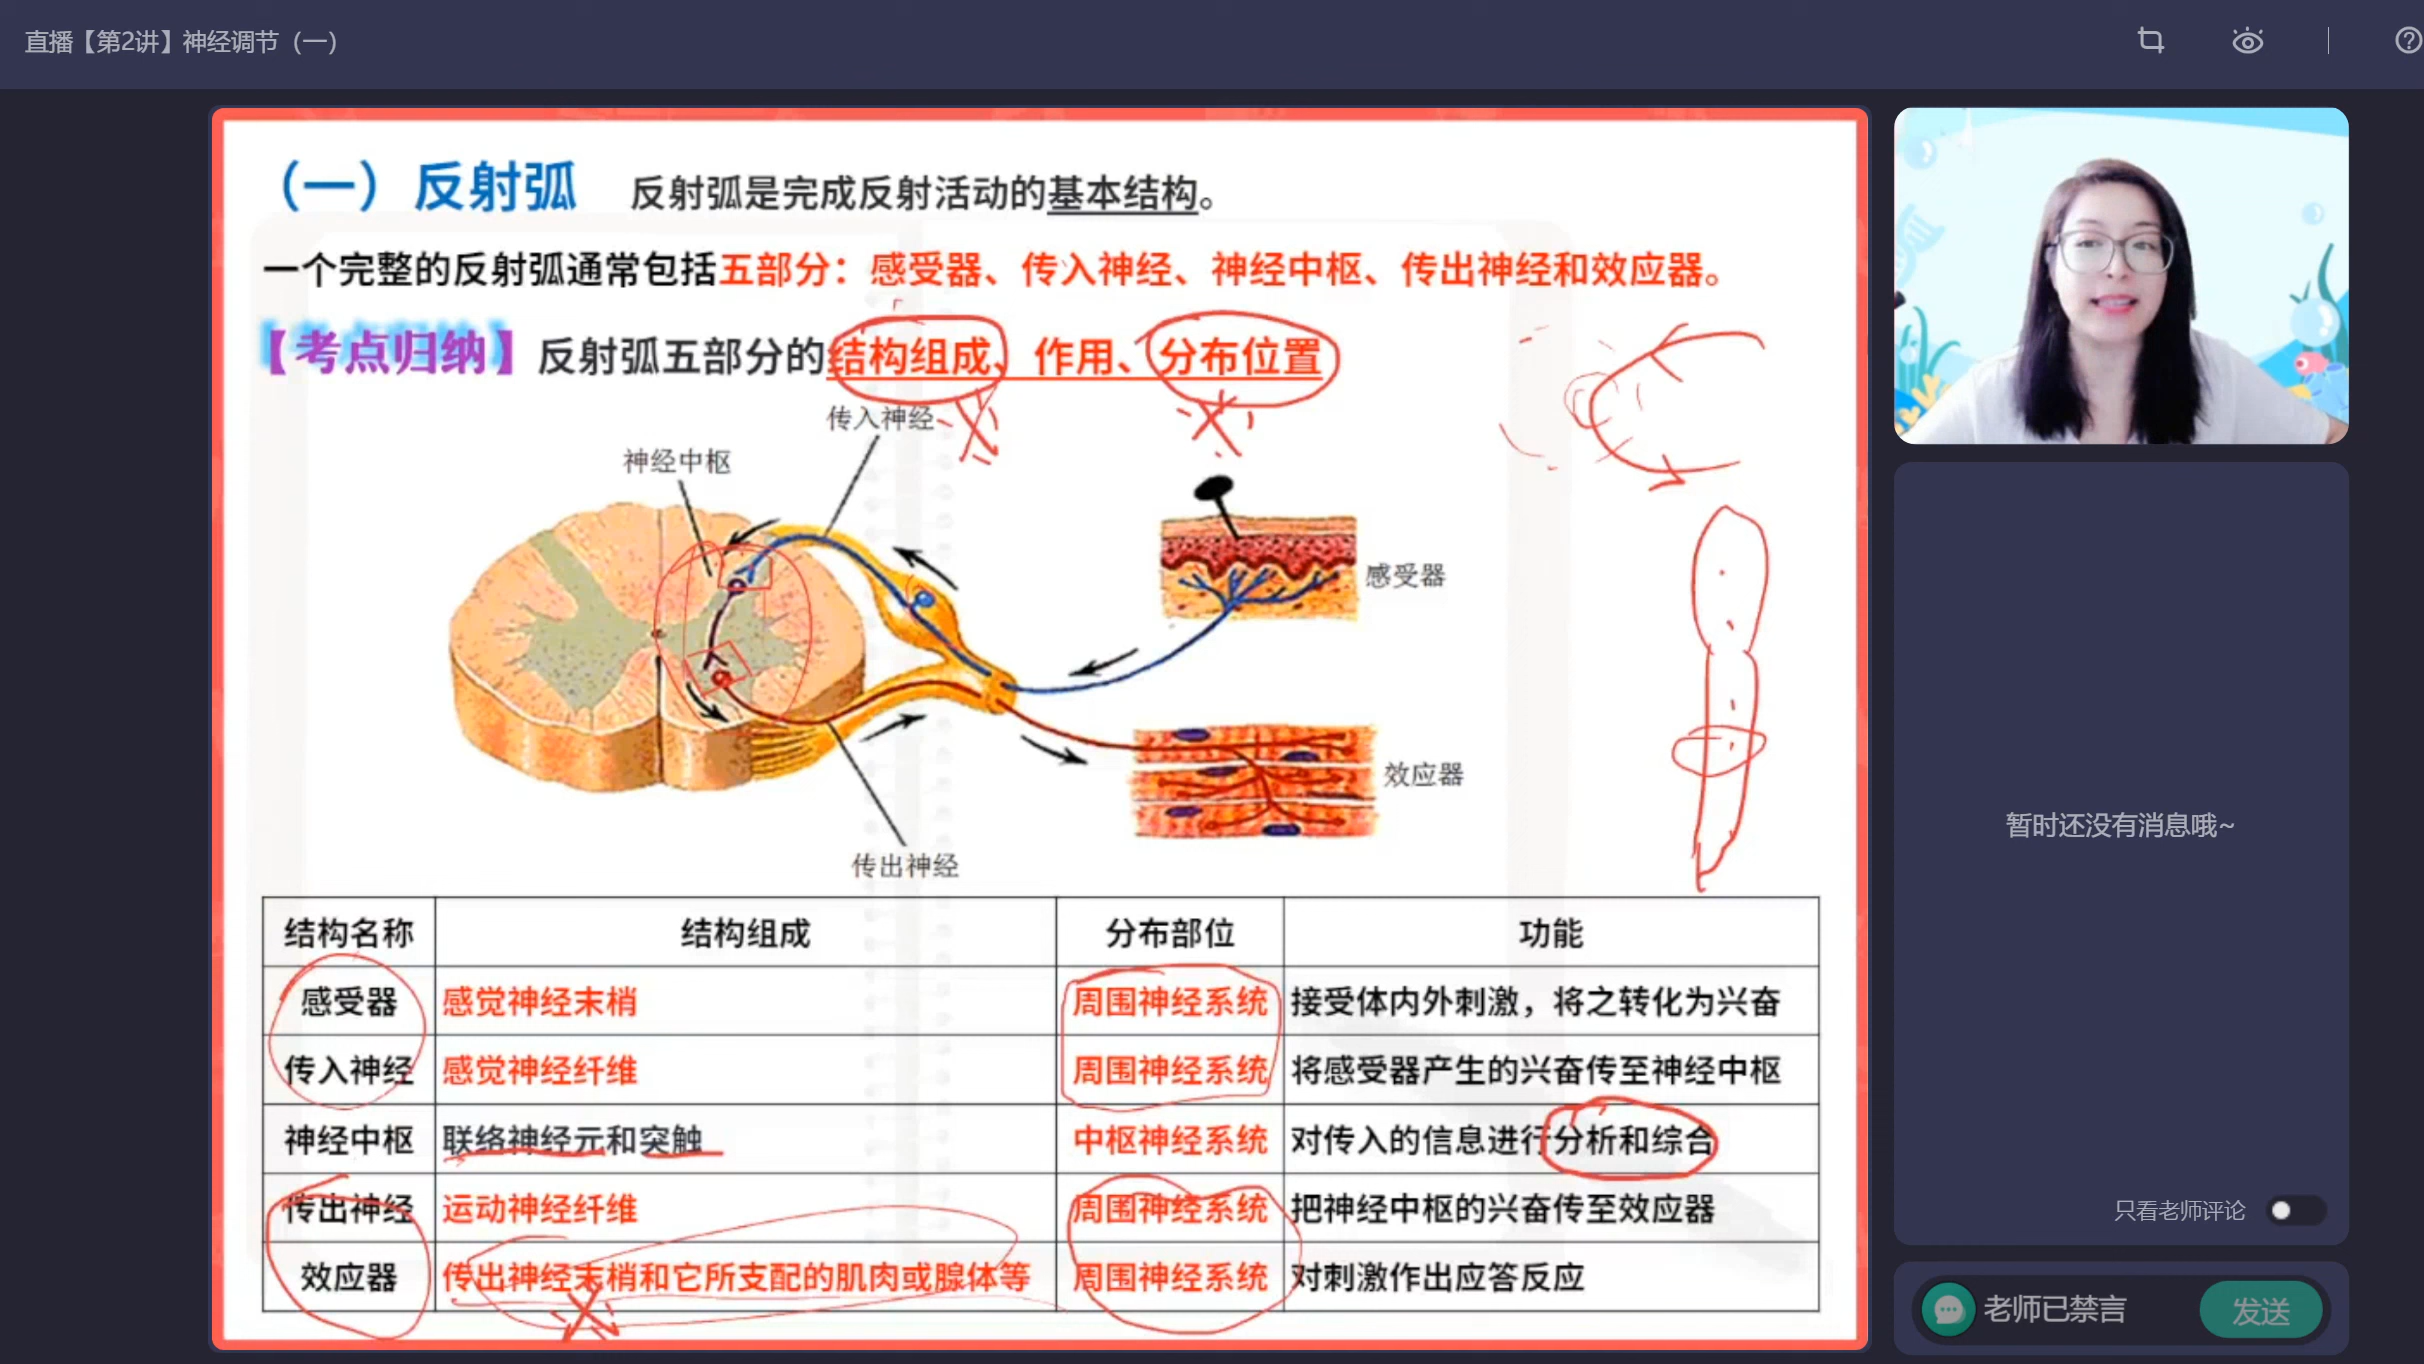 直播【第2讲】神经调节（一）
（一）反射弧 反射弧是完成反射活动的基本结构。
一个完整的反射弧通常包括五部分：感受器、传入神经、神经中枢、传出神经和效应器。
【考点归纳】反射弧五部分的结构组成、作用、分布位置
传入神经
神经中枢
感受器
效应器
传出神经
结构名称 结构组成 分布部位 功能
感受器 感觉神经末梢 周围神经系统 接受体内外刺激，将之转化为兴奋
传入神经 感觉神经纤维 周围神经系统 将感受器产生的兴奋传至神经中枢
神经中枢 联络神经元和突触 中枢神经系统 对传入的信息进行分析和综合
传出神经 运动神经纤维 周围神经系统 把神经中枢的兴奋传至效应器
效应器 传出神经末梢和它所支配的肌肉或腺体等 周围神经系统 对刺激作出应答反应
暂时还没有消息哦~
只看老师评论
老师已禁言 发送